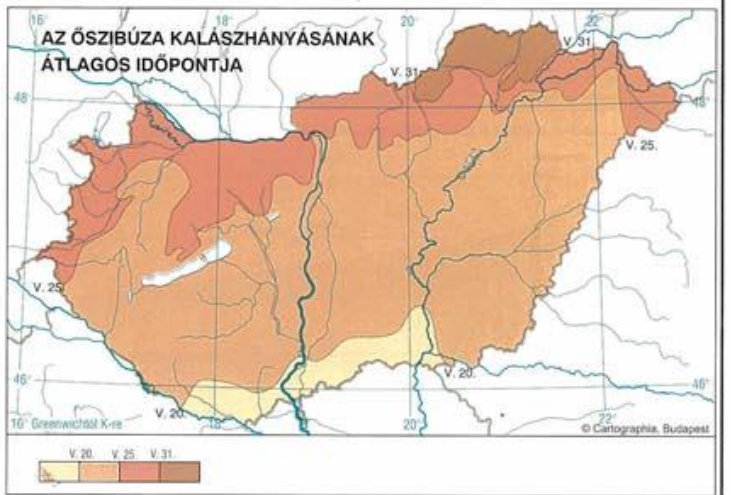 16°
20°
22°
AZ ŐSZIBÚZA KALÁSZHÁNYÁSÁNAK
ÁTLAGOS IDŐPONTJA
V. 31.
V. 31.
48
48°
V. 25.
V. 25.
46
V. 20.
46°
V. 20.
16° Greenwichtől K-re
18°
20°
22°
© Cartographia, Budapest
V. 20. V. 25. V. 31.